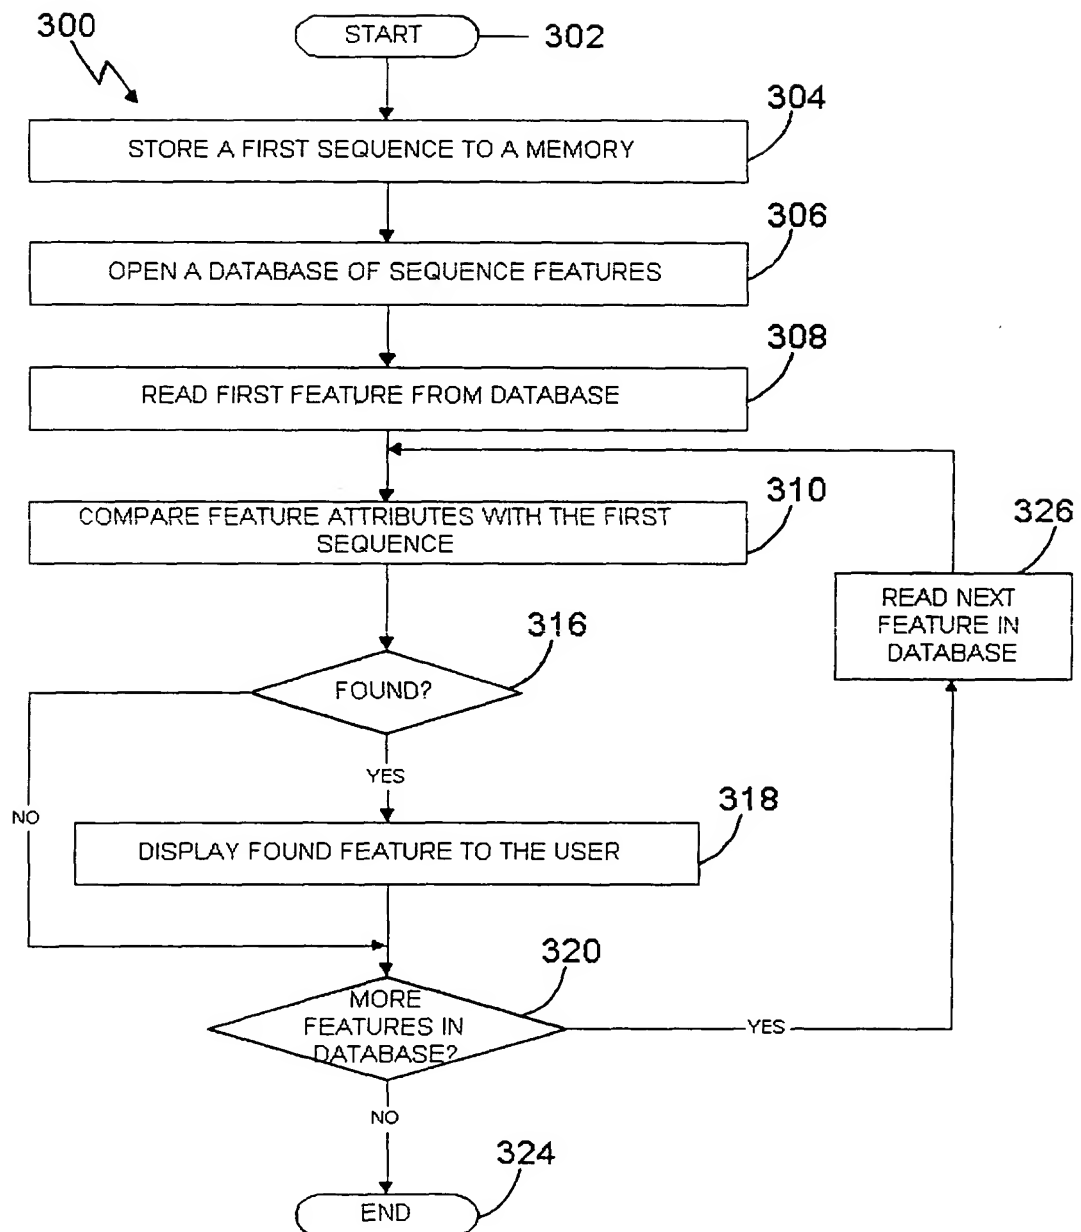 300
START
302
304
STORE A FIRST SEQUENCE TO A MEMORY
306
OPEN A DATABASE OF SEQUENCE FEATURES
308
READ FIRST FEATURE FROM DATABASE
310
COMPARE FEATURE ATTRIBUTES WITH THE FIRST
SEQUENCE
326
READ NEXT
FEATURE IN
DATABASE
316
FOUND?
YES
NO
318
DISPLAY FOUND FEATURE TO THE USER
320
MORE
FEATURES IN
DATABASE?
YES
NO
324
END